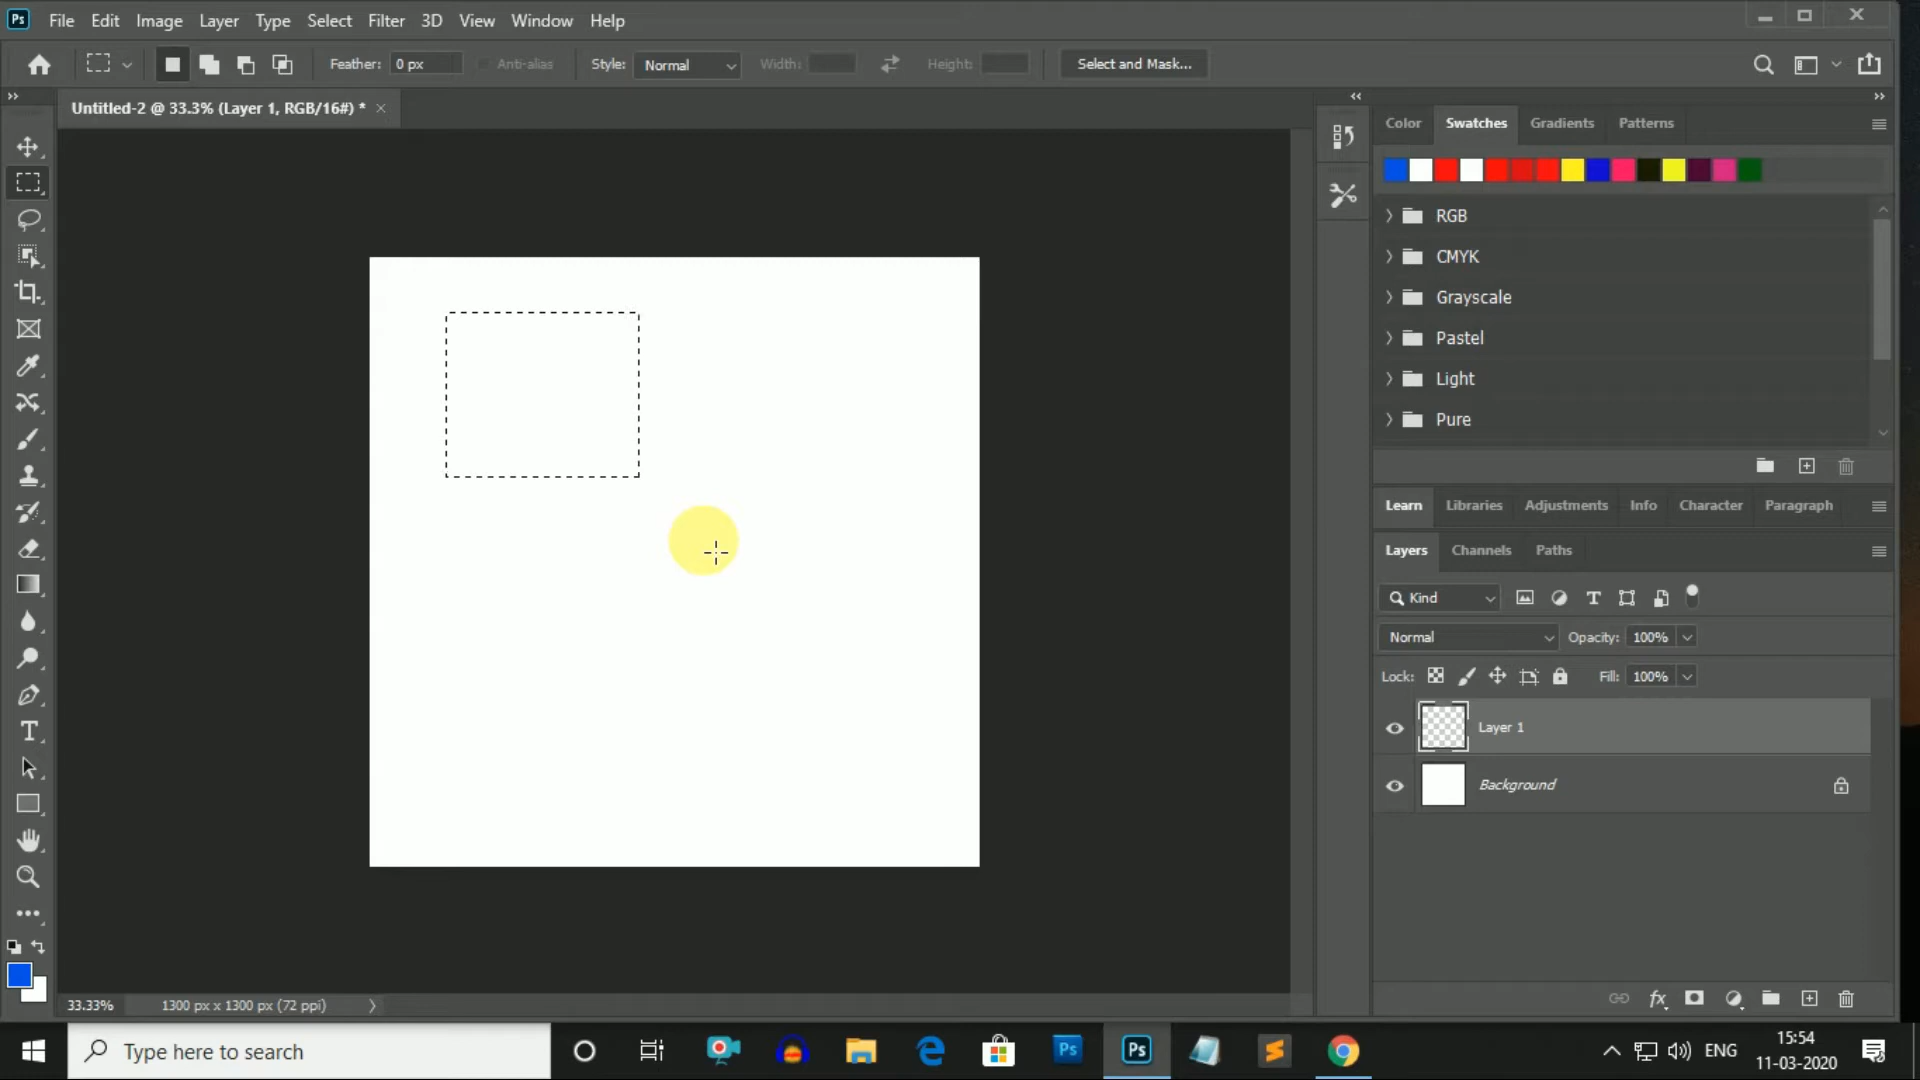 Ps File Edit Image Layer Type Select Filter 3D View Window Help
Feather: 0 px Anti-alias Style: Normal Width: Height: Select and Mask...
Untitled-2 @ 33.3% (Layer 1, RGB/16#) * ×
Color Swatches Gradients Patterns
RGB
CMYK
Grayscale
Pastel
Light
Pure
Learn Libraries Adjustments Info Character Paragraph
Layers Channels Paths
Kind
Normal Opacity: 100%
Lock: Fill: 100%
Layer 1
Background
33.33% 1300 px x 1300 px (72 ppi)
Type here to search
Ps
Ps
ENG
15:54
11-03-2020